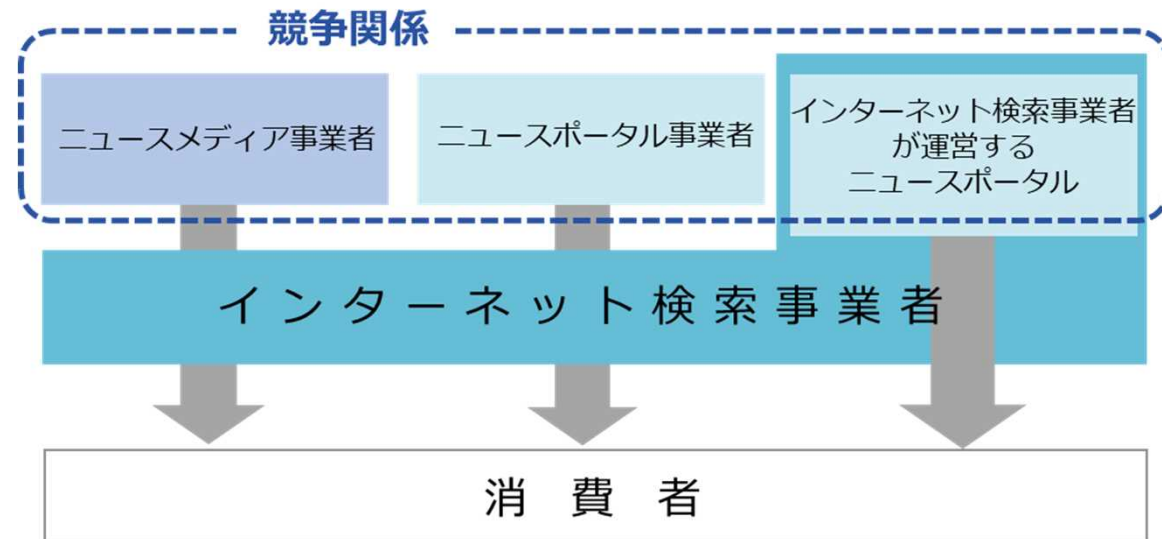 競争関係
ニュースメディア事業者
ニュースポータル事業者
インターネット検索事業者
が運営する
ニュースポータル
インターネット検索事業者
消費者